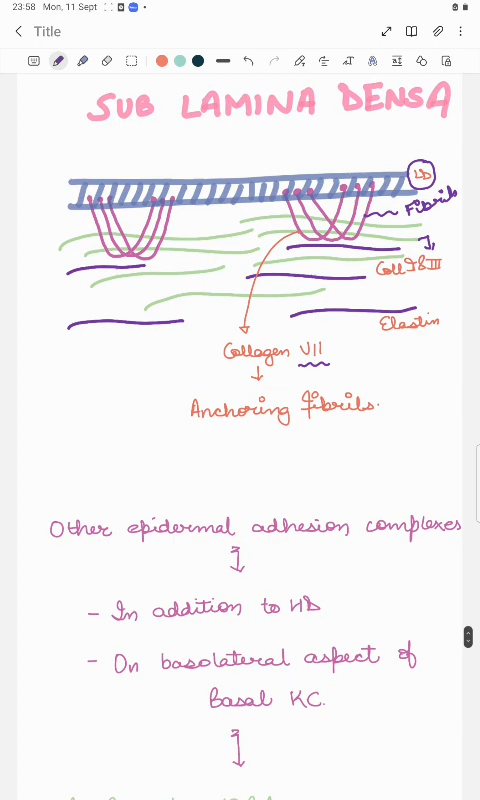 23:58 Mon, 11 Sept
Title
SUB LAMINA DENSA
LD
Fibrils
Coll I & III
Elastin
Collagen VII
Anchoring fibrils.
Other epidermal adhesion complexes
- In addition to HD
- On basolateral aspect of
Basal KC.